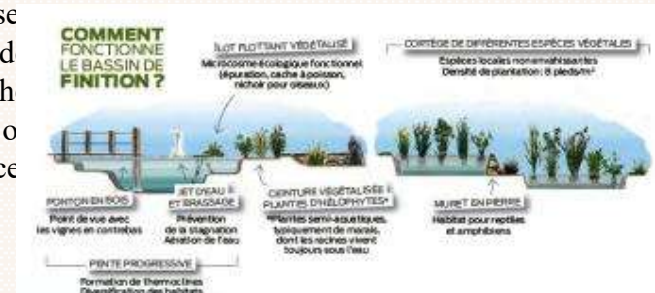 COMMENT
FONCTIONNE
LE BASSIN DE
FINITION ?
ÎLOT FLOTTANT VÉGÉTALISÉ
Microcosme écologique fonctionnel
(épuration, cache à poisson,
nichoir pour oiseaux)
CORTÈGE DE DIFFÉRENTES ESPÈCES VÉGÉTALES
Espèces locales non envahissantes
Densité de plantation : 8 pieds/m²
PONTON EN BOIS
Point de vue avec
les vignes en contrebas
JET D'EAU
ET BRASSAGE
Prévention
de la stagnation
Aération de l'eau
CEINTURE VÉGÉTALISÉE
PLANTES D'HÉLOPHYTES*
*Plantes semi-aquatiques,
typiquement de marais,
dont les racines vivent
toujours sous l'eau
MURET EN PIERRE
Habitat pour reptiles
et amphibiens
PENTE PROGRESSIVE
Formation de thermoclines
Diversification des habitats